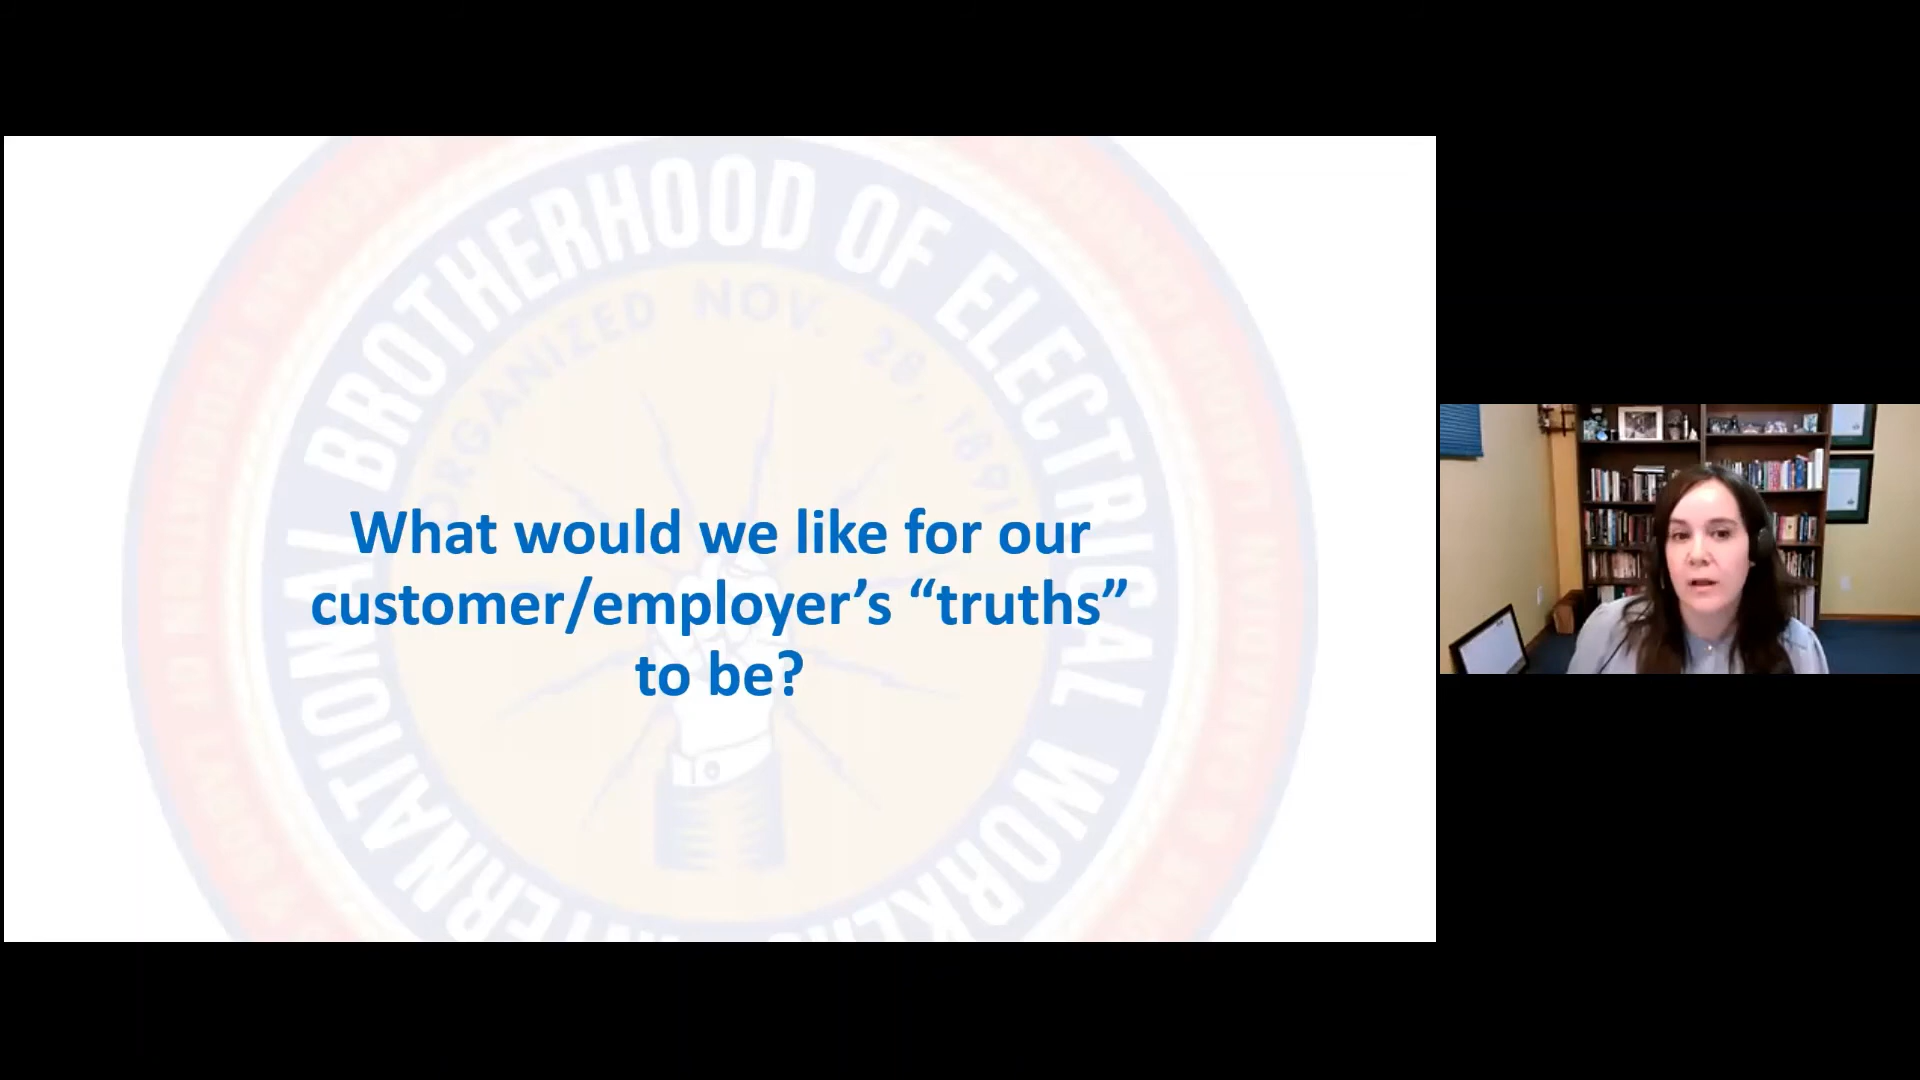 INTERNATIONAL BROTHERHOOD OF ELECTRICAL WORKERS
ORGANIZED NOV. 28, 1891
What would we like for our
customer/employer’s “truths”
to be?